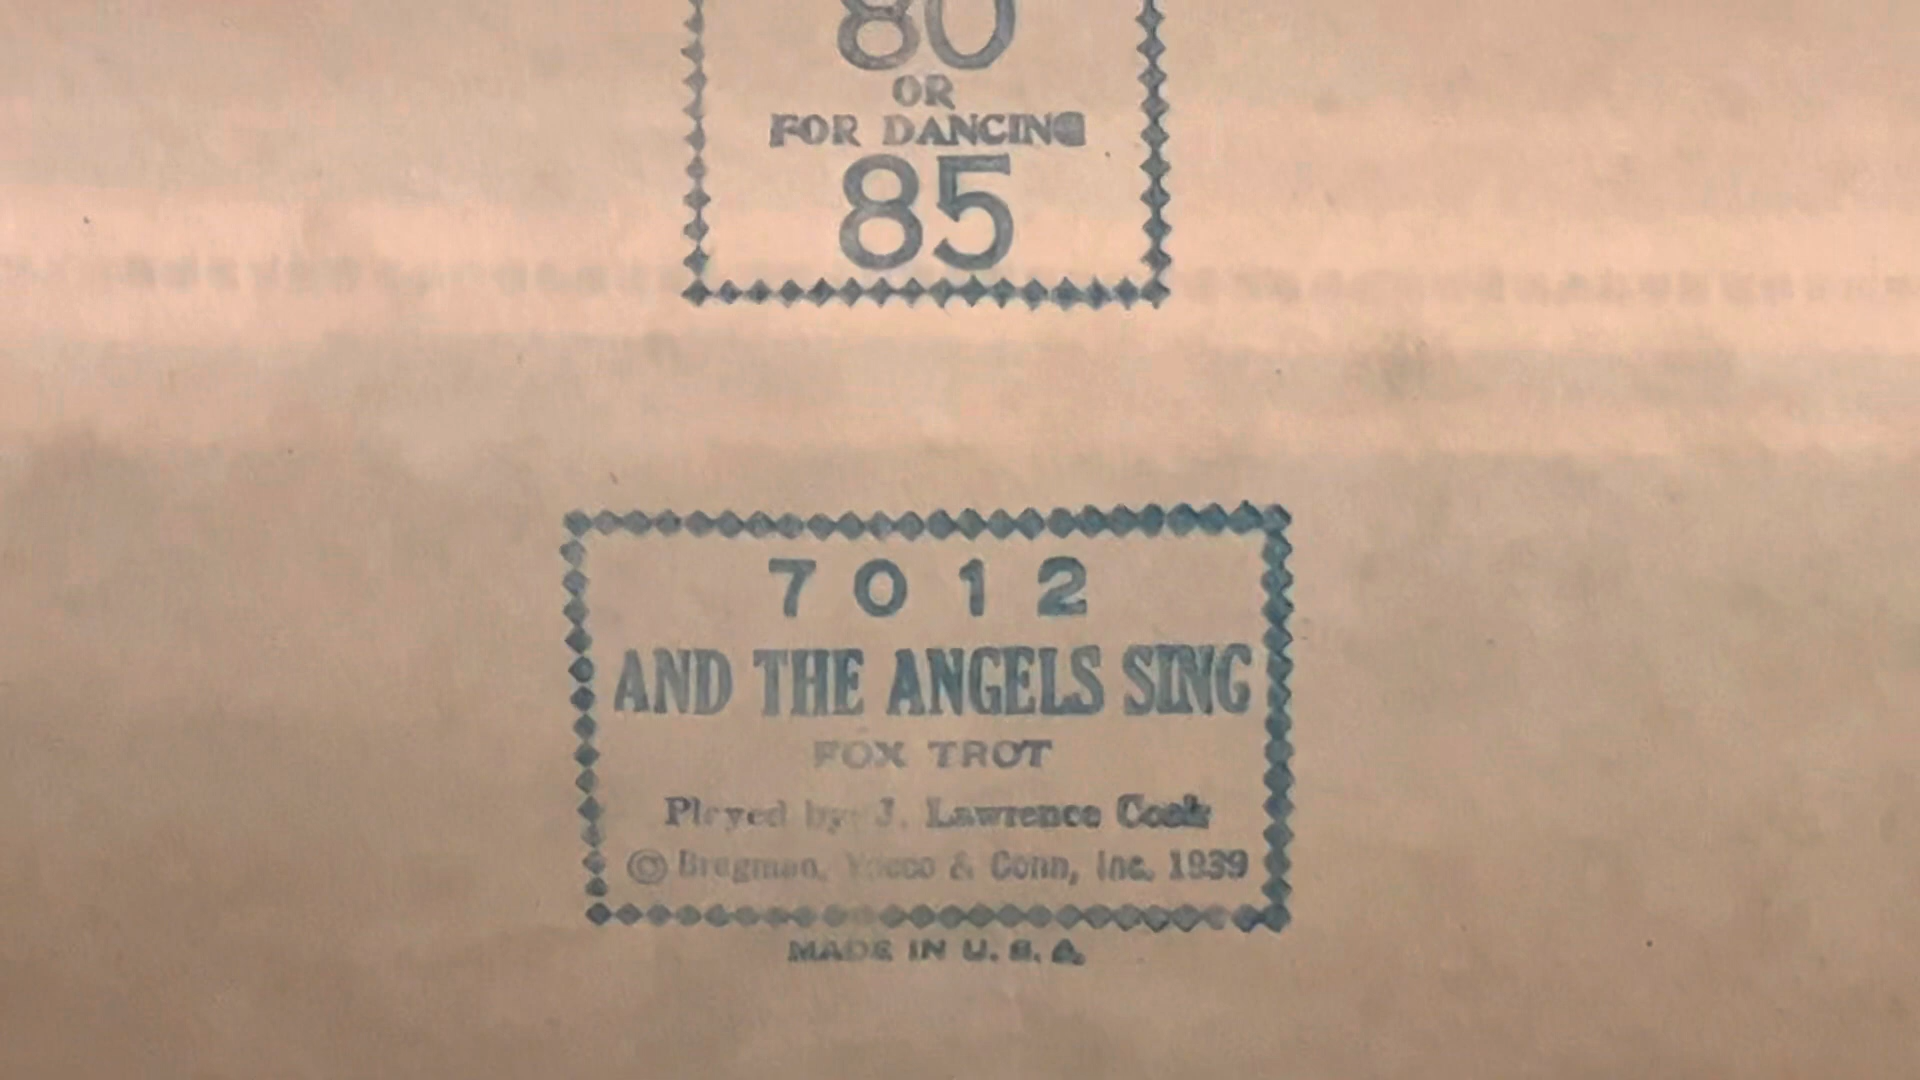 80
OR
FOR DANCING
85
7012
AND THE ANGELS SING
FOX TROT
Played by J. Lawrence Cook
© Bregman, Vocco & Conn, Inc. 1939
MADE IN U. S. A.